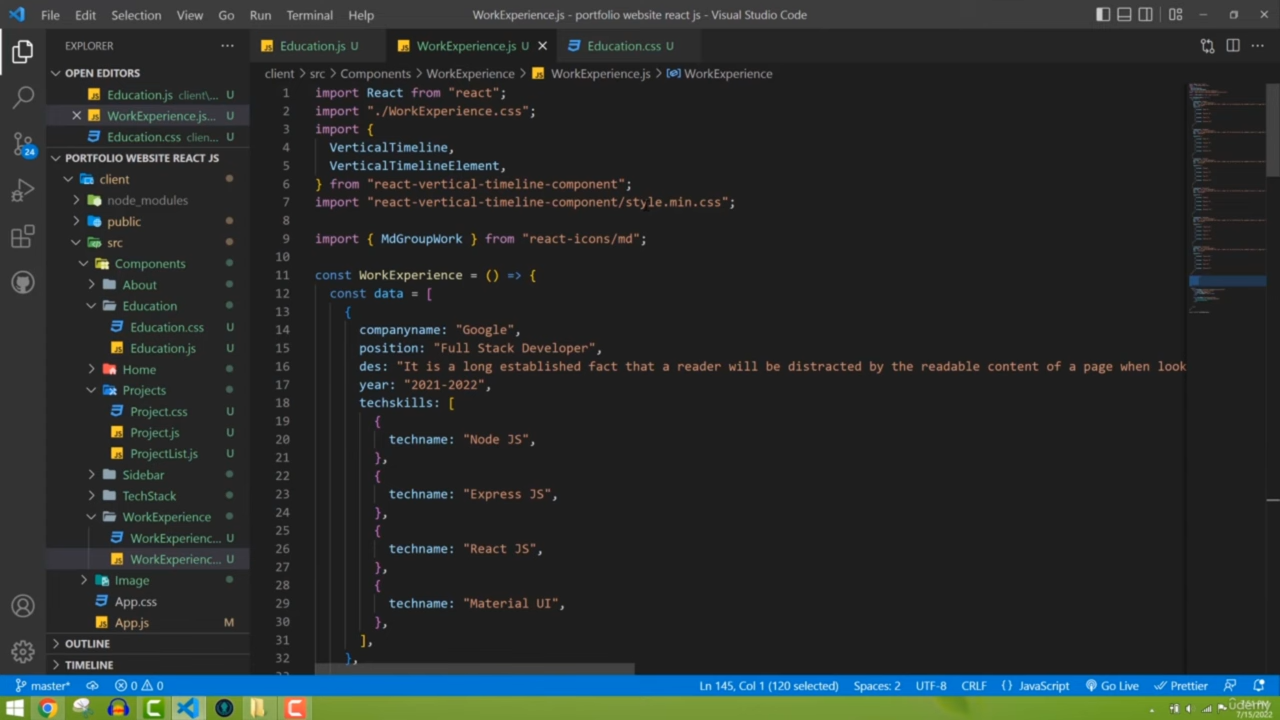 File Edit Selection View Go Run Terminal Help WorkExperience.js - portfolio website react js - Visual Studio Code
EXPLORER
OPEN EDITORS
Education.js client\... U
WorkExperience.js... U
Education.css clien... U
PORTFOLIO WEBSITE REACT JS
client
node_modules
public
src
Components
About
Education
Education.css U
Education.js U
Home
Projects
Project.css U
Project.js U
ProjectList.js U
Sidebar
TechStack
WorkExperience
WorkExperienc... U
WorkExperienc... U
Image
App.css
App.js M
OUTLINE
TIMELINE
24
Education.js U WorkExperience.js U Education.css U
client > src > Components > WorkExperience > WorkExperience.js > WorkExperience
1 import React from "react";
2 import "./WorkExperience.css";
3 import {
4 VerticalTimeline,
5 VerticalTimelineElement,
6 } from "react-vertical-timeline-component";
7 import "react-vertical-timeline-component/style.min.css";
8
9 import { MdGroupWork } from "react-icons/md";
10
11 const WorkExperience = () => {
12 const data = [
13 {
14 companyname: "Google",
15 position: "Full Stack Developer",
16 des: "It is a long established fact that a reader will be distracted by the readable content of a page when look
17 year: "2021-2022",
18 techskills: [
19 {
20 techname: "Node JS",
21 },
22 {
23 techname: "Express JS",
24 },
25 {
26 techname: "React JS",
27 },
28 {
29 techname: "Material UI",
30 },
31 ],
32 },
master* 0 0 Ln 145, Col 1 (120 selected) Spaces: 2 UTF-8 CRLF {} JavaScript Go Live Prettier
udemy
7/15/2022